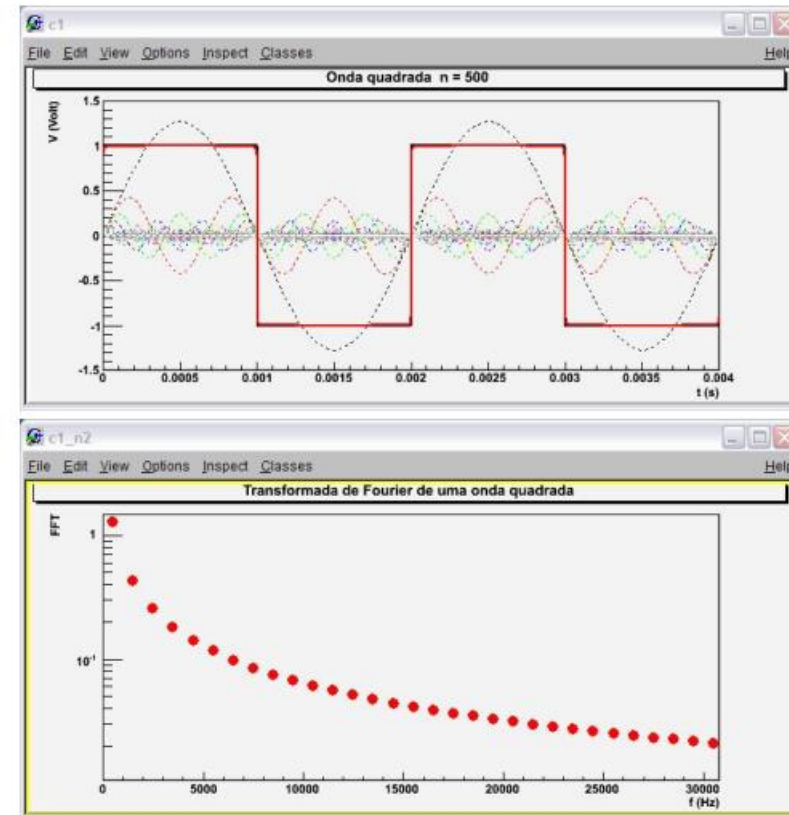 c1
File Edit View Options Inspect Classes Help
Onda quadrada n = 500
V (Volt)
1.5
1
0.5
0
-0.5
-1
-1.5
0 0.0005 0.001 0.0015 0.002 0.0025 0.003 0.0035 0.004
t (s)
c1_n2
File Edit View Options Inspect Classes Help
Transformada de Fourier de uma onda quadrada
FFT
1
10⁻¹
0 5000 10000 15000 20000 25000 30000
f (Hz)